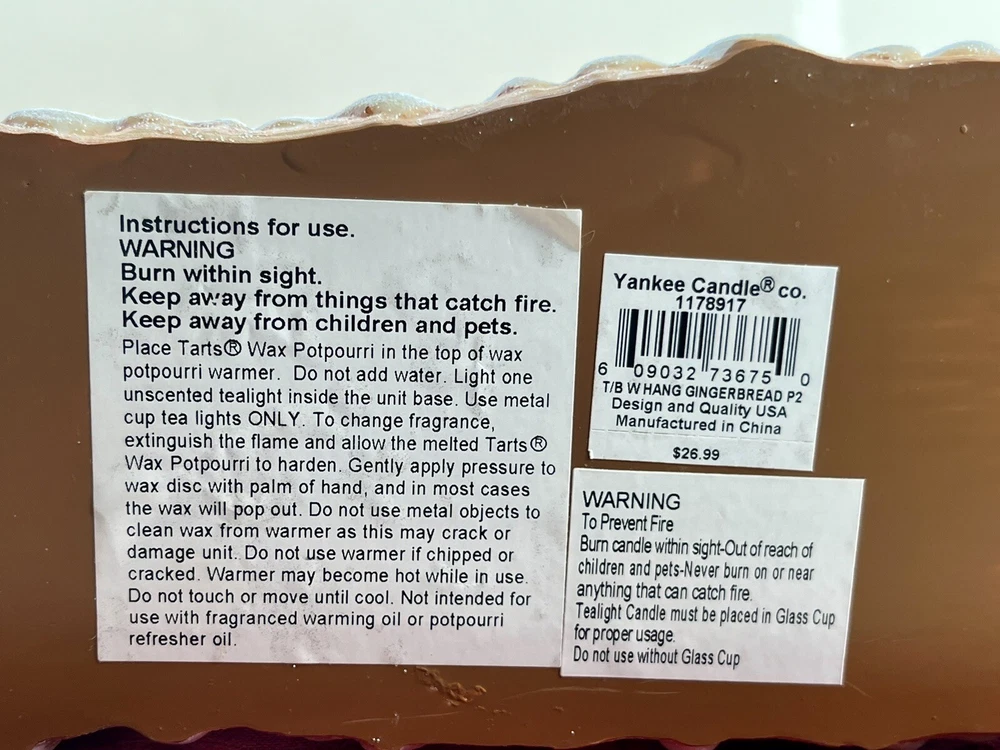 Instructions for use.
WARNING
Burn within sight.
Keep away from things that catch fire.
Keep away from children and pets.
Place Tarts® Wax Potpourri in the top of wax
potpourri warmer. Do not add water. Light one
unscented tealight inside the unit base. Use metal
cup tea lights ONLY. To change fragrance,
extinguish the flame and allow the melted Tarts®
Wax Potpourri to harden. Gently apply pressure to
wax disc with palm of hand, and in most cases
the wax will pop out. Do not use metal objects to
clean wax from warmer as this may crack or
damage unit. Do not use warmer if chipped or
cracked. Warmer may become hot while in use.
Do not touch or move until cool. Not intended for
use with fragranced warming oil or potpourri
refresher oil.
Yankee Candle® co.
1178917
6 09032 73675 0
T/B W HANG GINGERBREAD P2
Design and Quality USA
Manufactured in China
$26.99
WARNING
To Prevent Fire
Burn candle within sight-Out of reach of
children and pets-Never burn on or near
anything that can catch fire.
Tealight Candle must be placed in Glass Cup
for proper usage.
Do not use without Glass Cup